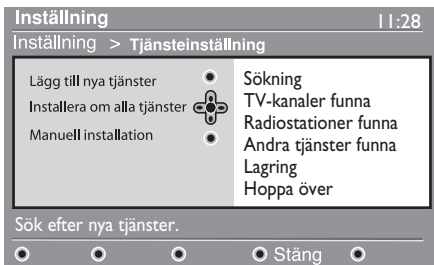 Inställning 11:28
Inställning > Tjänsteinställning
Lägg till nya tjänster
Installera om alla tjänster
Manuell installation
Sökning
TV-kanaler funna
Radiostationer funna
Andra tjänster funna
Lagring
Hoppa över
Sök efter nya tjänster.
Stäng